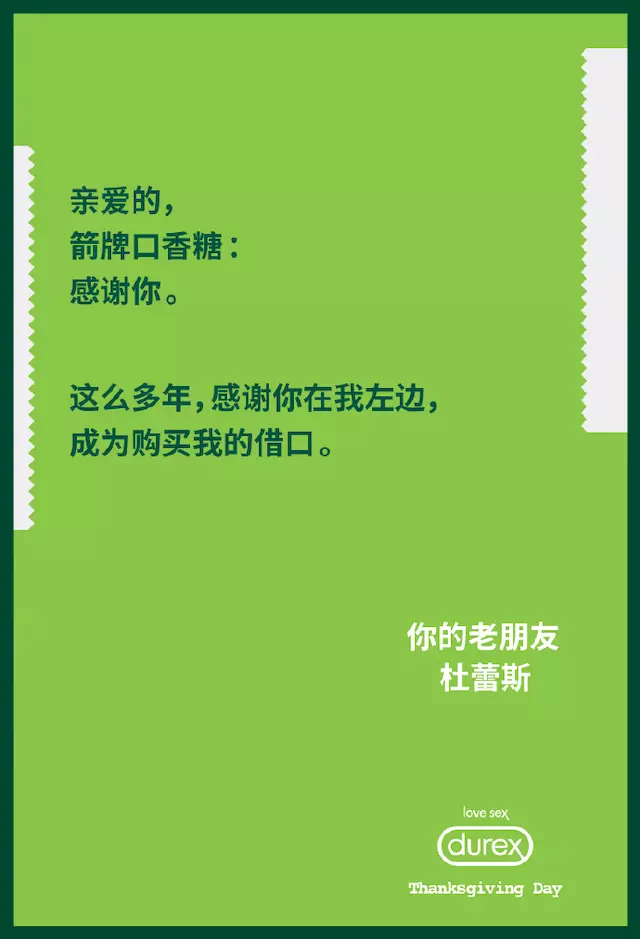 亲爱的，
箭牌口香糖：
感谢你。
这么多年，感谢你在我左边，
成为购买我的借口。
你的老朋友
杜蕾斯
love sex
durex
Thanksgiving Day